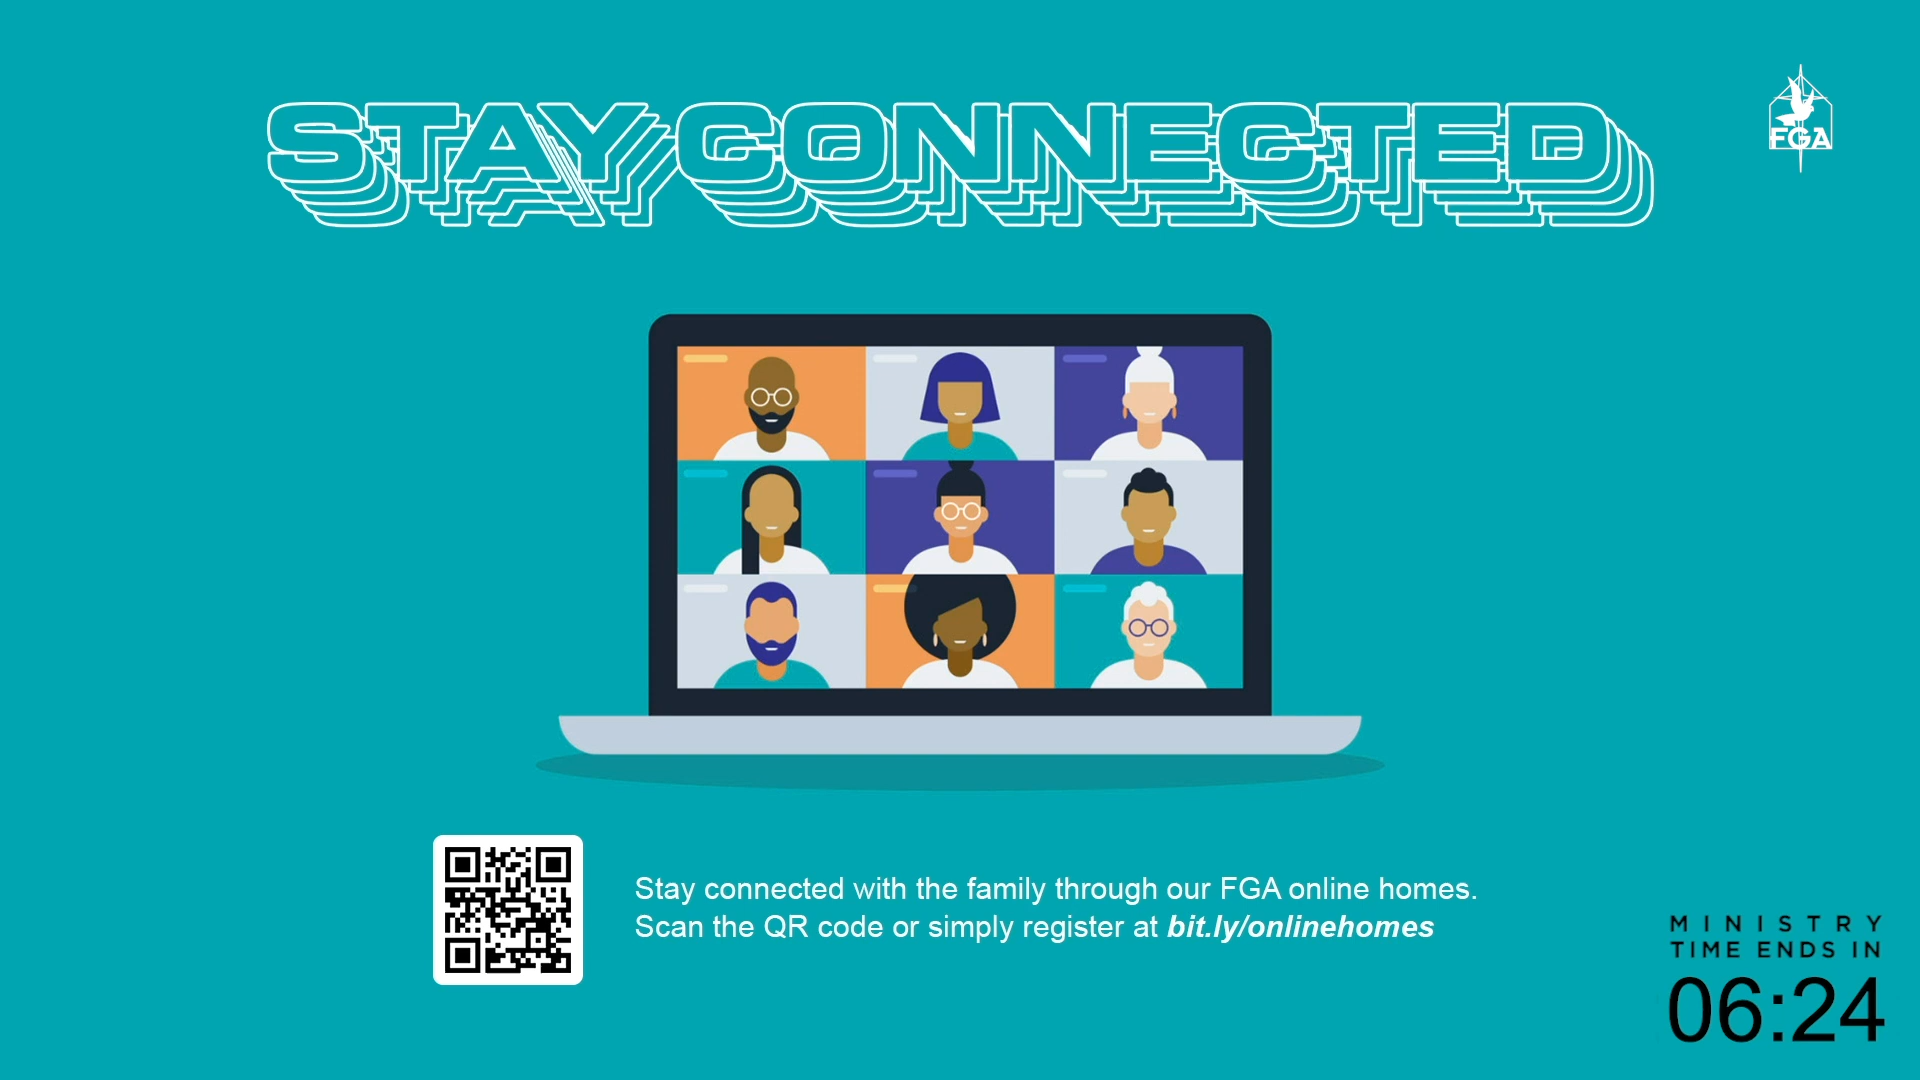 STAY CONNECTED
FGA
Stay connected with the family through our FGA online homes.
Scan the QR code or simply register at bit.ly/onlinehomes
MINISTRY
TIME ENDS IN
06:24